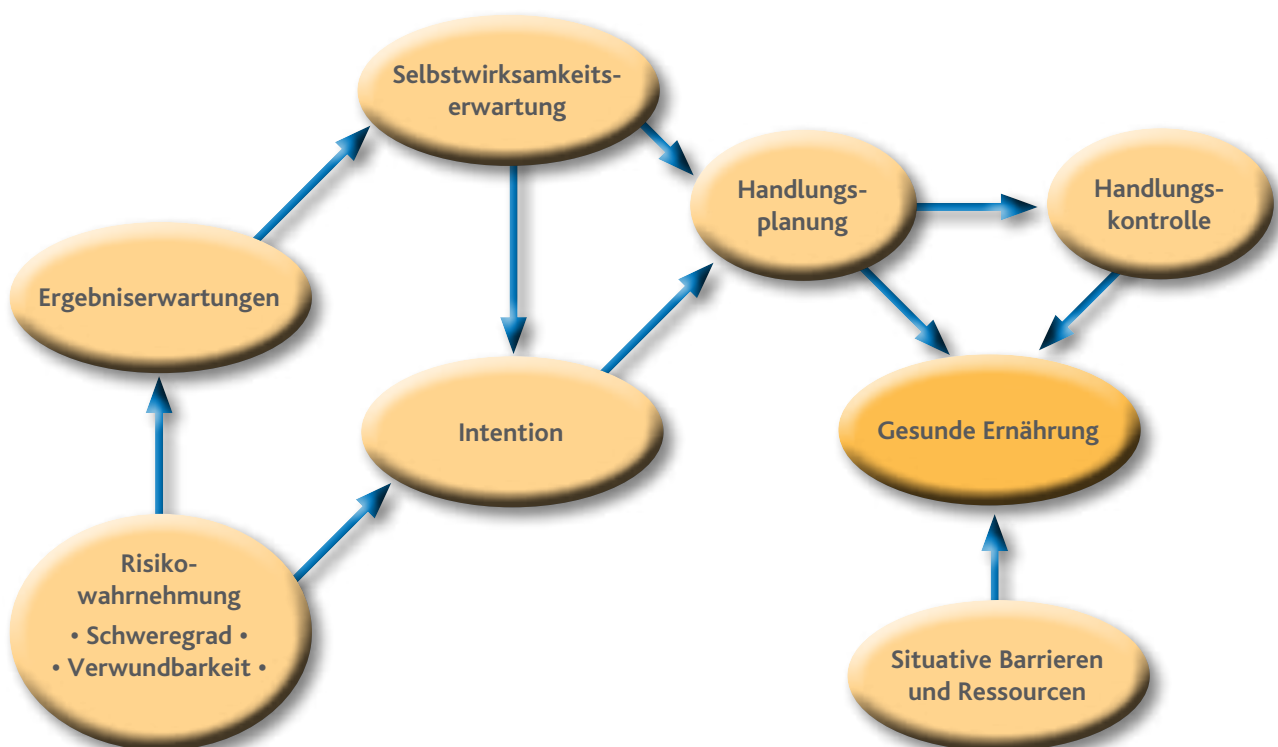 Selbstwirksamkeits-
erwartung
Handlungs-
planung
Handlungs-
kontrolle
Ergebniserwartungen
Intention
Gesunde Ernährung
Risiko-
wahrnehmung
• Schweregrad •
• Verwundbarkeit •
Situative Barrieren
und Ressourcen